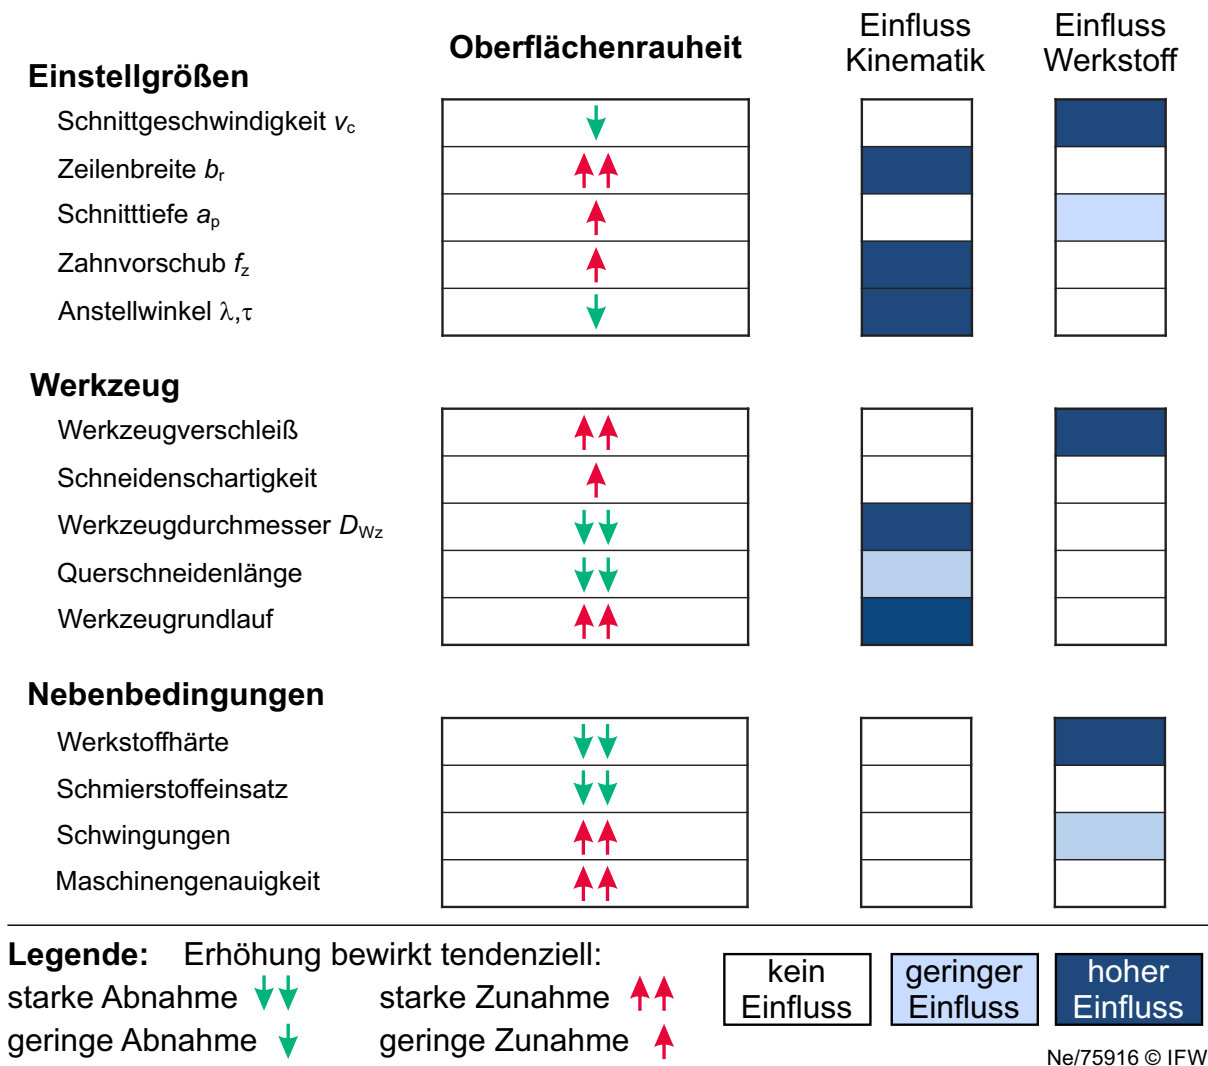 Oberflächenrauheit
Einfluss
Kinematik
Einfluss
Werkstoff
Einstellgrößen
Schnittgeschwindigkeit vc
Zeilenbreite br
Schnitttiefe ap
Zahnvorschub fz
Anstellwinkel λ,τ
Werkzeug
Werkzeugverschleiß
Schneidenschartigkeit
Werkzeugdurchmesser DWz
Querschneidenlänge
Werkzeugrundlauf
Nebenbedingungen
Werkstoffhärte
Schmierstoffeinsatz
Schwingungen
Maschinengenauigkeit
Legende: Erhöhung bewirkt tendenziell:
starke Abnahme
starke Zunahme
geringe Abnahme
geringe Zunahme
kein
Einfluss
geringer
Einfluss
hoher
Einfluss
Ne/75916 © IFW